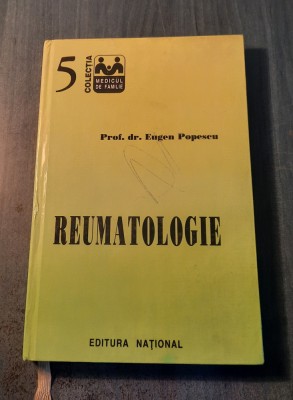 5
COLECȚIA
MEDICUL
DE FAMILIE
Prof. dr. Eugen Popescu
REUMATOLOGIE
EDITURA NAȚIONAL